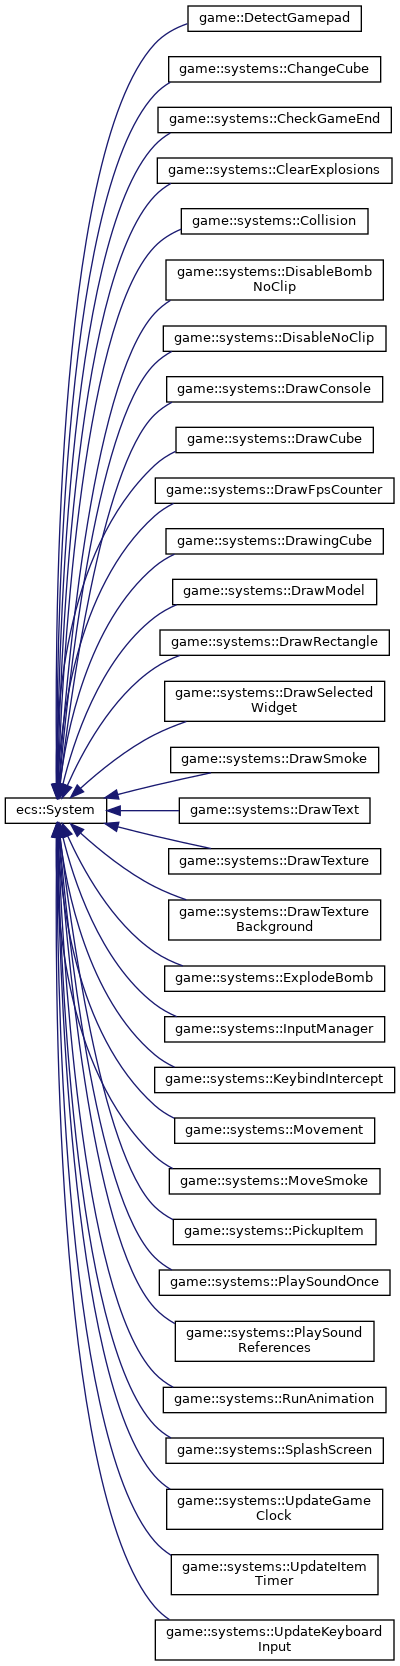 game::DetectGamepad
game::systems::ChangeCube
game::systems::CheckGameEnd
game::systems::ClearExplosions
game::systems::Collision
game::systems::DisableBomb
NoClip
game::systems::DisableNoClip
game::systems::DrawConsole
game::systems::DrawCube
game::systems::DrawFpsCounter
game::systems::DrawingCube
game::systems::DrawModel
game::systems::DrawRectangle
game::systems::DrawSelected
Widget
game::systems::DrawSmoke
ecs::System
game::systems::DrawText
game::systems::DrawTexture
game::systems::DrawTexture
Background
game::systems::ExplodeBomb
game::systems::InputManager
game::systems::KeybindIntercept
game::systems::Movement
game::systems::MoveSmoke
game::systems::PickupItem
game::systems::PlaySoundOnce
game::systems::PlaySound
References
game::systems::RunAnimation
game::systems::SplashScreen
game::systems::UpdateGame
Clock
game::systems::UpdateItem
Timer
game::systems::UpdateKeyboard
Input